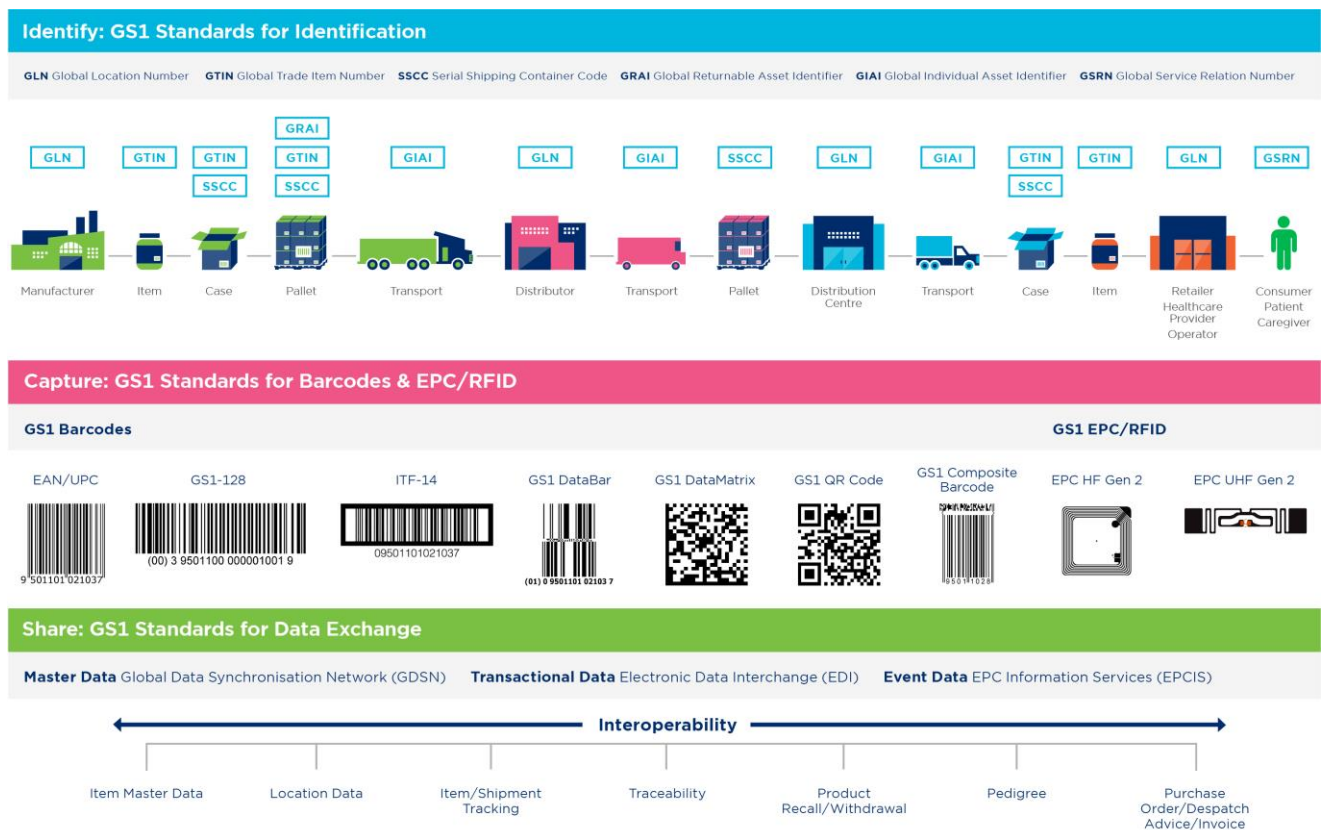 Identify: GS1 Standards for Identification
GLN Global Location Number GTIN Global Trade Item Number SSCC Serial Shipping Container Code GRAI Global Returnable Asset Identifier GIAI Global Individual Asset Identifier GSRN Global Service Relation Number
GRAI
GLN GTIN GTIN GTIN GIAI GLN GIAI SSCC GLN GIAI GTIN GTIN GLN GSRN
SSCC SSCC SSCC
Manufacturer Item Case Pallet Transport Distributor Transport Pallet Distribution Transport Case Item Retailer Consumer
Centre Healthcare Patient
Provider Caregiver
Operator
Capture: GS1 Standards for Barcodes & EPC/RFID
GS1 Barcodes GS1 EPC/RFID
EAN/UPC GS1-128 ITF-14 GS1 DataBar GS1 DataMatrix GS1 QR Code GS1 Composite EPC HF Gen 2 EPC UHF Gen 2
Barcode
9 501101 021037 (00) 3 9501100 000001001 9 09501101021037 (01) 0 9501101 02103 7 95011028
Share: GS1 Standards for Data Exchange
Master Data Global Data Synchronisation Network (GDSN) Transactional Data Electronic Data Interchange (EDI) Event Data EPC Information Services (EPCIS)
Interoperability
Item Master Data Location Data Item/Shipment Traceability Product Pedigree Purchase
Tracking Recall/Withdrawal Order/Despatch
Advice/Invoice